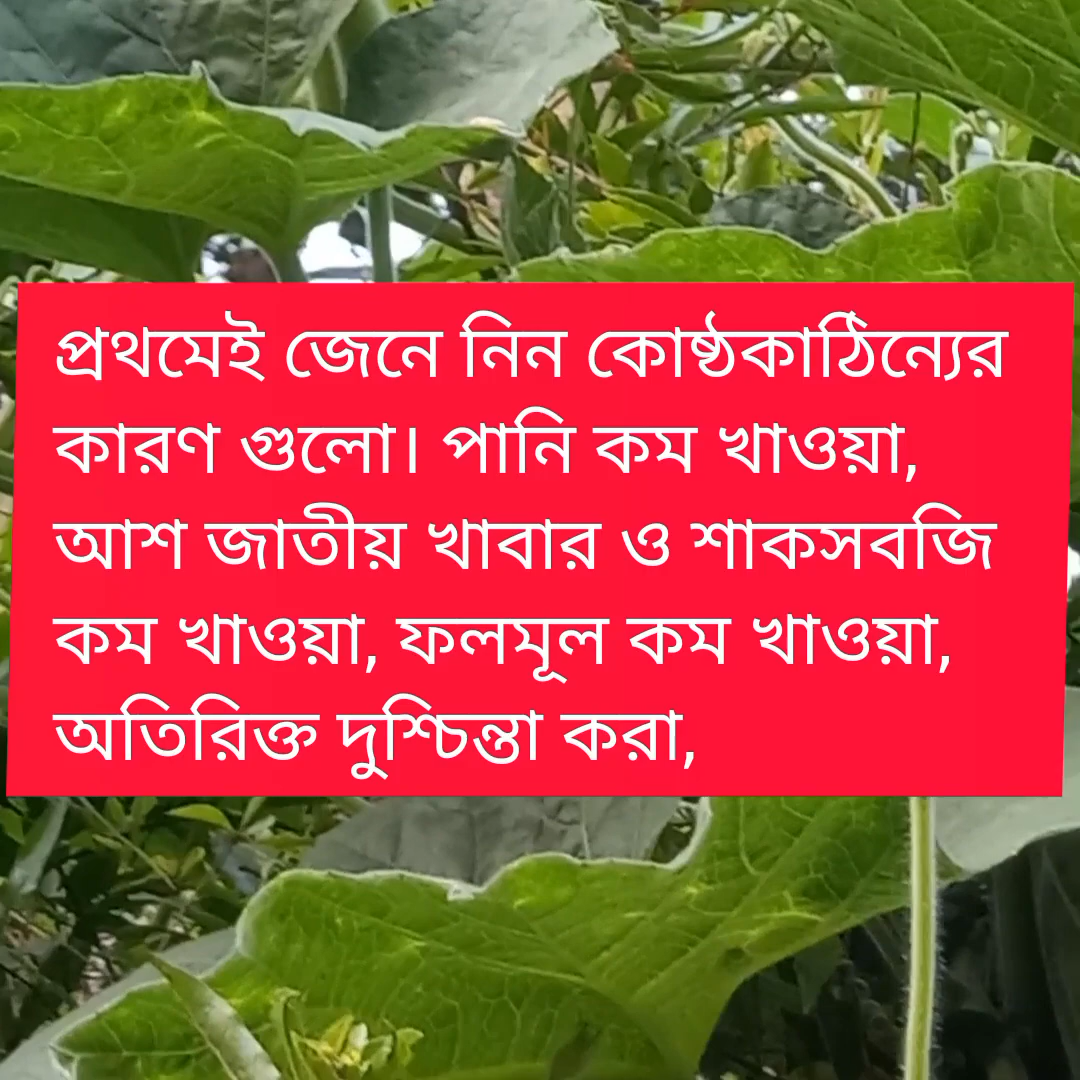 প্রথমেই জেনে নিন কোষ্ঠকাঠিন্যের
কারণ গুলো। পানি কম খাওয়া,
আশ জাতীয় খাবার ও শাকসবজি
কম খাওয়া, ফলমূল কম খাওয়া,
অতিরিক্ত দুশ্চিন্তা করা,